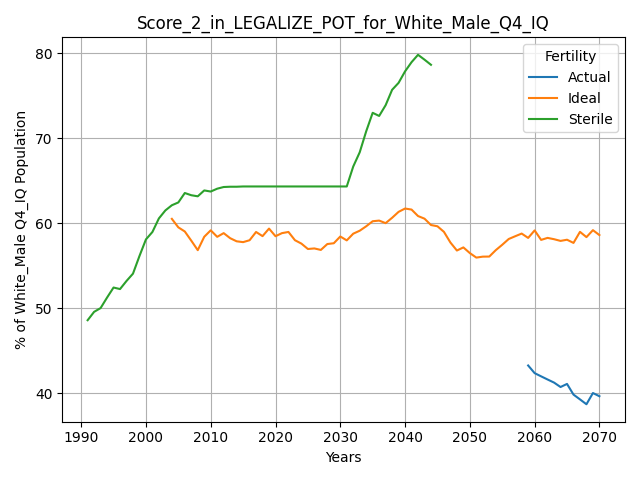 Score_2_in_LEGALIZE_POT_for_White_Male_Q4_IQ
Fertility
Actual
Ideal
Sterile
% of White_Male Q4_IQ Population
80
70
60
50
40
1990 2000 2010 2020 2030 2040 2050 2060 2070
Years